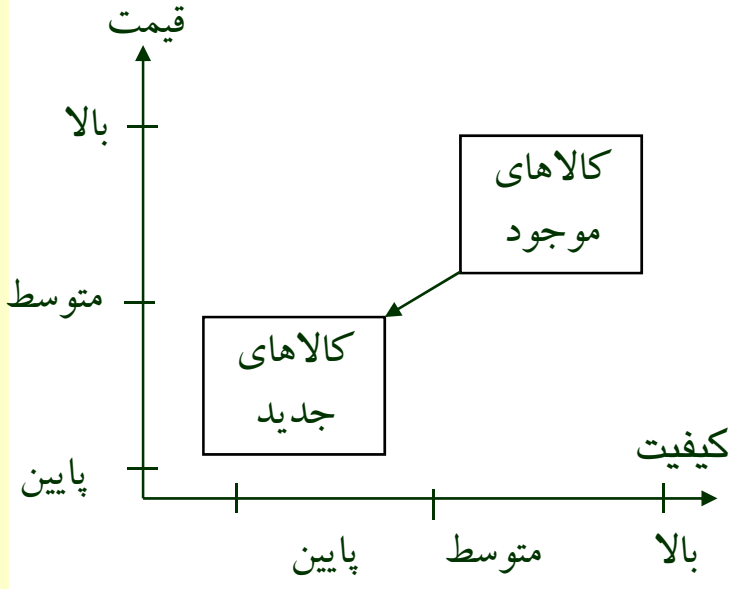 قیمت
بالا
کالاهای
موجود
متوسط
کالاهای
جدید
کیفیت
پایین
پایین
متوسط
بالا